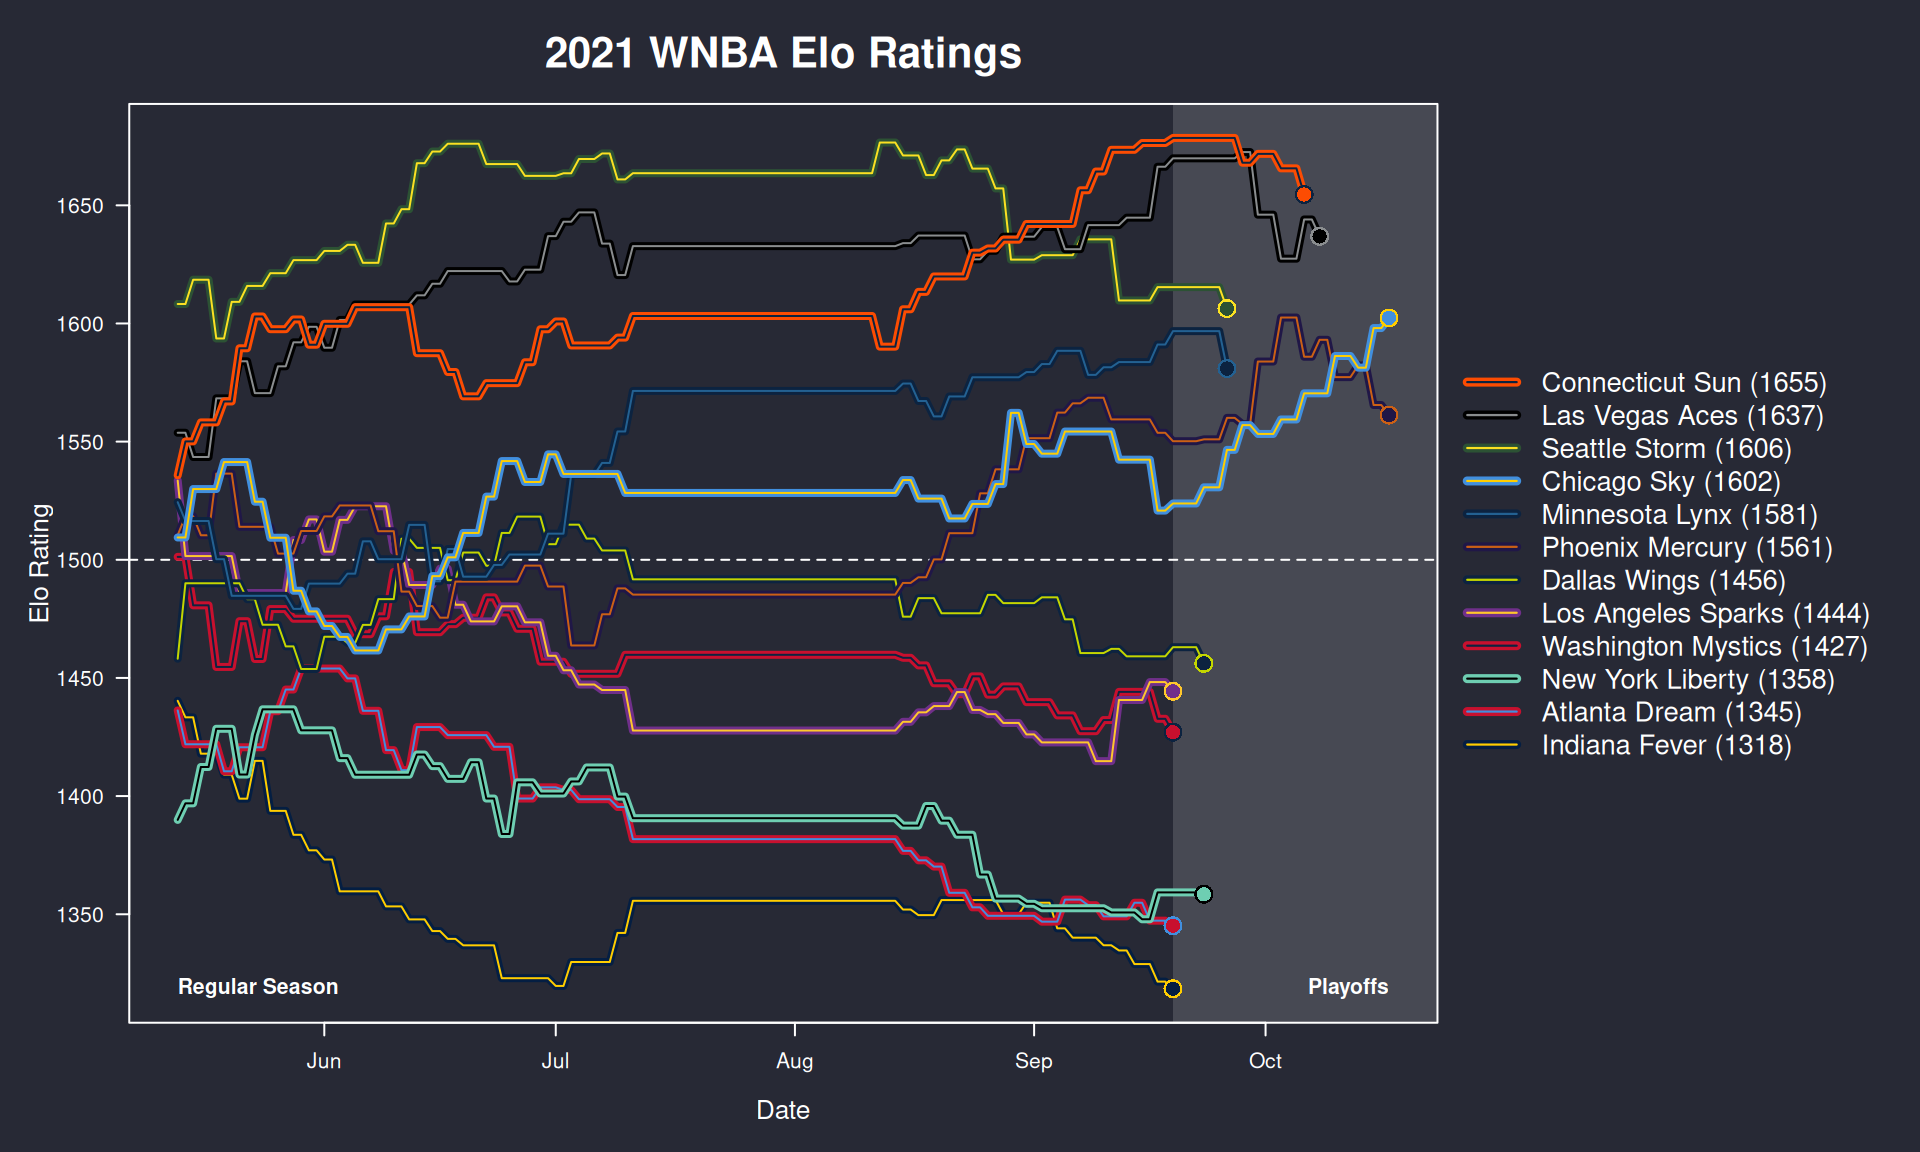 2021 WNBA Elo Ratings
Elo Rating
1650
1600
1550
1500
1450
1400
1350
Regular Season
Playoffs
Jun
Jul
Aug
Sep
Oct
Date
Connecticut Sun (1655)
Las Vegas Aces (1637)
Seattle Storm (1606)
Chicago Sky (1602)
Minnesota Lynx (1581)
Phoenix Mercury (1561)
Dallas Wings (1456)
Los Angeles Sparks (1444)
Washington Mystics (1427)
New York Liberty (1358)
Atlanta Dream (1345)
Indiana Fever (1318)